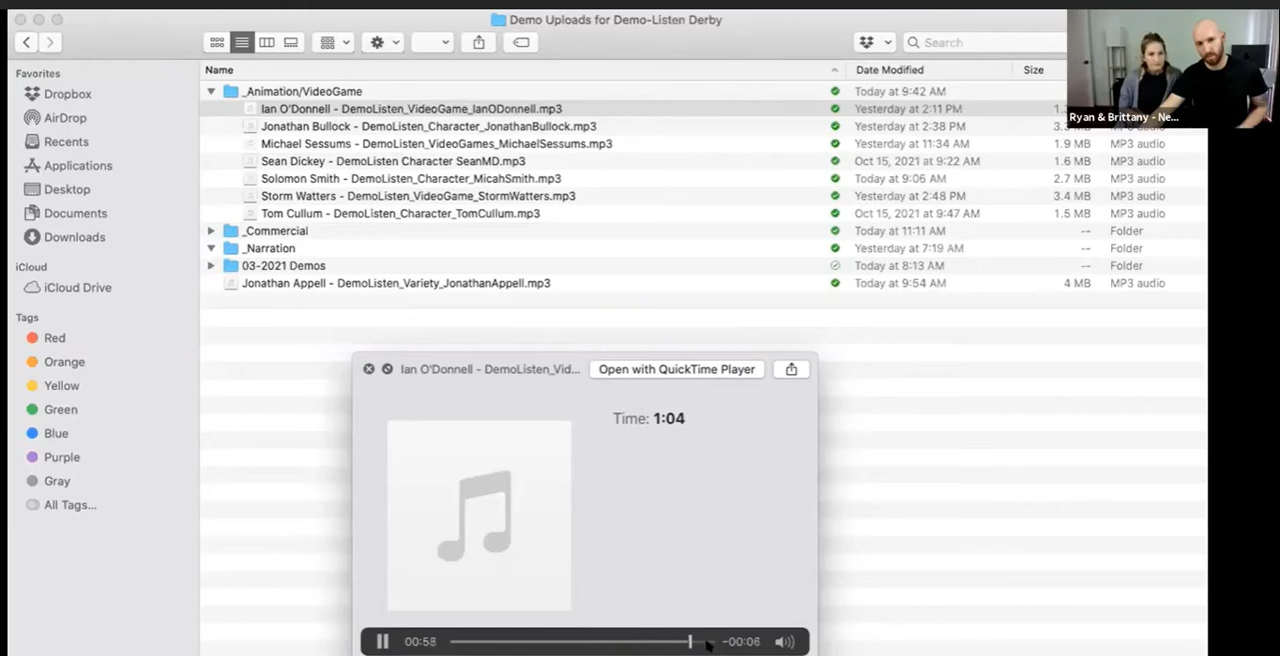 Demo Uploads for Demo-Listen Derby
Search
Favorites
Dropbox
AirDrop
Recents
Applications
Desktop
Documents
Downloads
iCloud
iCloud Drive
Tags
Red
Orange
Yellow
Green
Blue
Purple
Gray
All Tags...
Name Date Modified Size
_Animation/VideoGame Today at 9:42 AM
Ian O'Donnell - DemoListen_VideoGame_IanODonnell.mp3 Yesterday at 2:11 PM
Jonathan Bullock - DemoListen_Character_JonathanBullock.mp3 Yesterday at 2:38 PM MP3 audio
Michael Sessums - DemoListen_VideoGames_MichaelSessums.mp3 Yesterday at 11:34 AM 1.9 MB MP3 audio
Sean Dickey - DemoListen Character SeanMD.mp3 Oct 15, 2021 at 9:22 AM 1.6 MB MP3 audio
Solomon Smith - DemoListen_Character_MicahSmith.mp3 Today at 9:06 AM 2.7 MB MP3 audio
Storm Watters - DemoListen_VideoGame_StormWatters.mp3 Yesterday at 2:48 PM 3.4 MB MP3 audio
Tom Cullum - DemoListen_Character_TomCullum.mp3 Oct 15, 2021 at 9:47 AM 1.5 MB MP3 audio
_Commercial Today at 11:11 AM -- Folder
_Narration Yesterday at 7:19 AM -- Folder
03-2021 Demos Today at 8:13 AM -- Folder
Jonathan Appell - DemoListen_Variety_JonathanAppell.mp3 Today at 9:54 AM 4 MB MP3 audio
Ryan & Brittany - Ne...
Ian O'Donnell - DemoListen_Vid... Open with QuickTime Player
Time: 1:04
00:58 -00:06